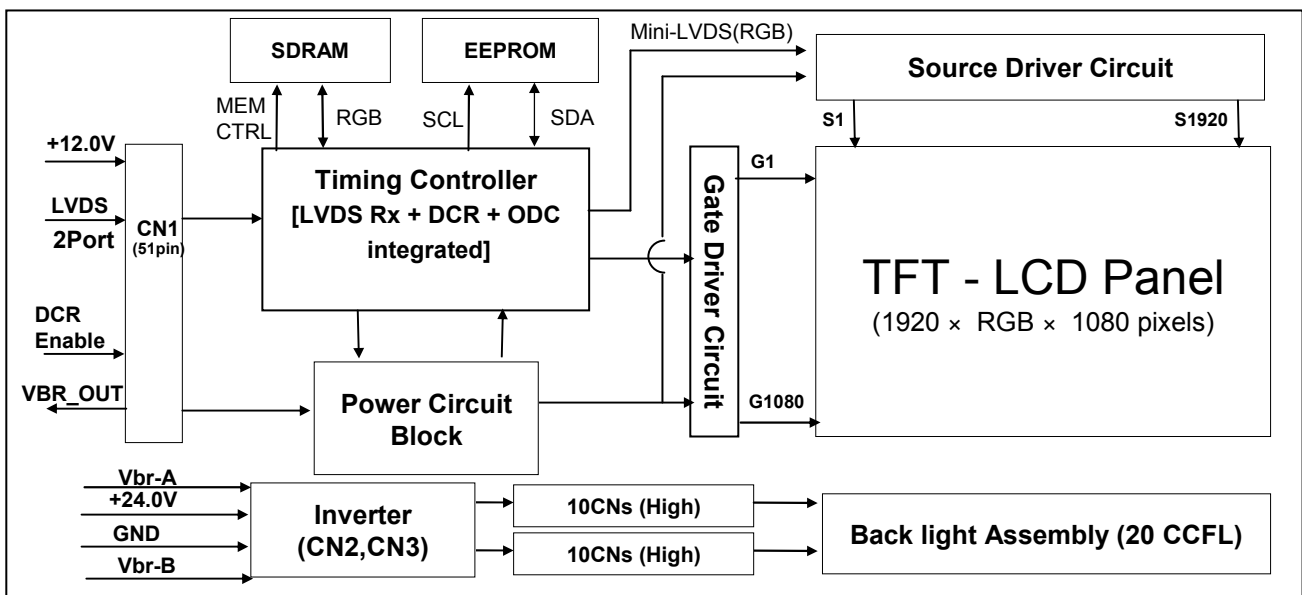 SDRAM
EEPROM
Mini-LVDS(RGB)
Source Driver Circuit
MEM
CTRL
RGB
SCL
SDA
S1
S1920
+12.0V
LVDS
2Port
CN1
(51pin)
Timing Controller
[LVDS Rx + DCR + ODC
integrated]
G1
Gate Driver Circuit
TFT - LCD Panel
(1920 × RGB × 1080 pixels)
DCR
Enable
VBR_OUT
Power Circuit
Block
G1080
Vbr-A
+24.0V
GND
Vbr-B
Inverter
(CN2,CN3)
10CNs (High)
10CNs (High)
Back light Assembly (20 CCFL)